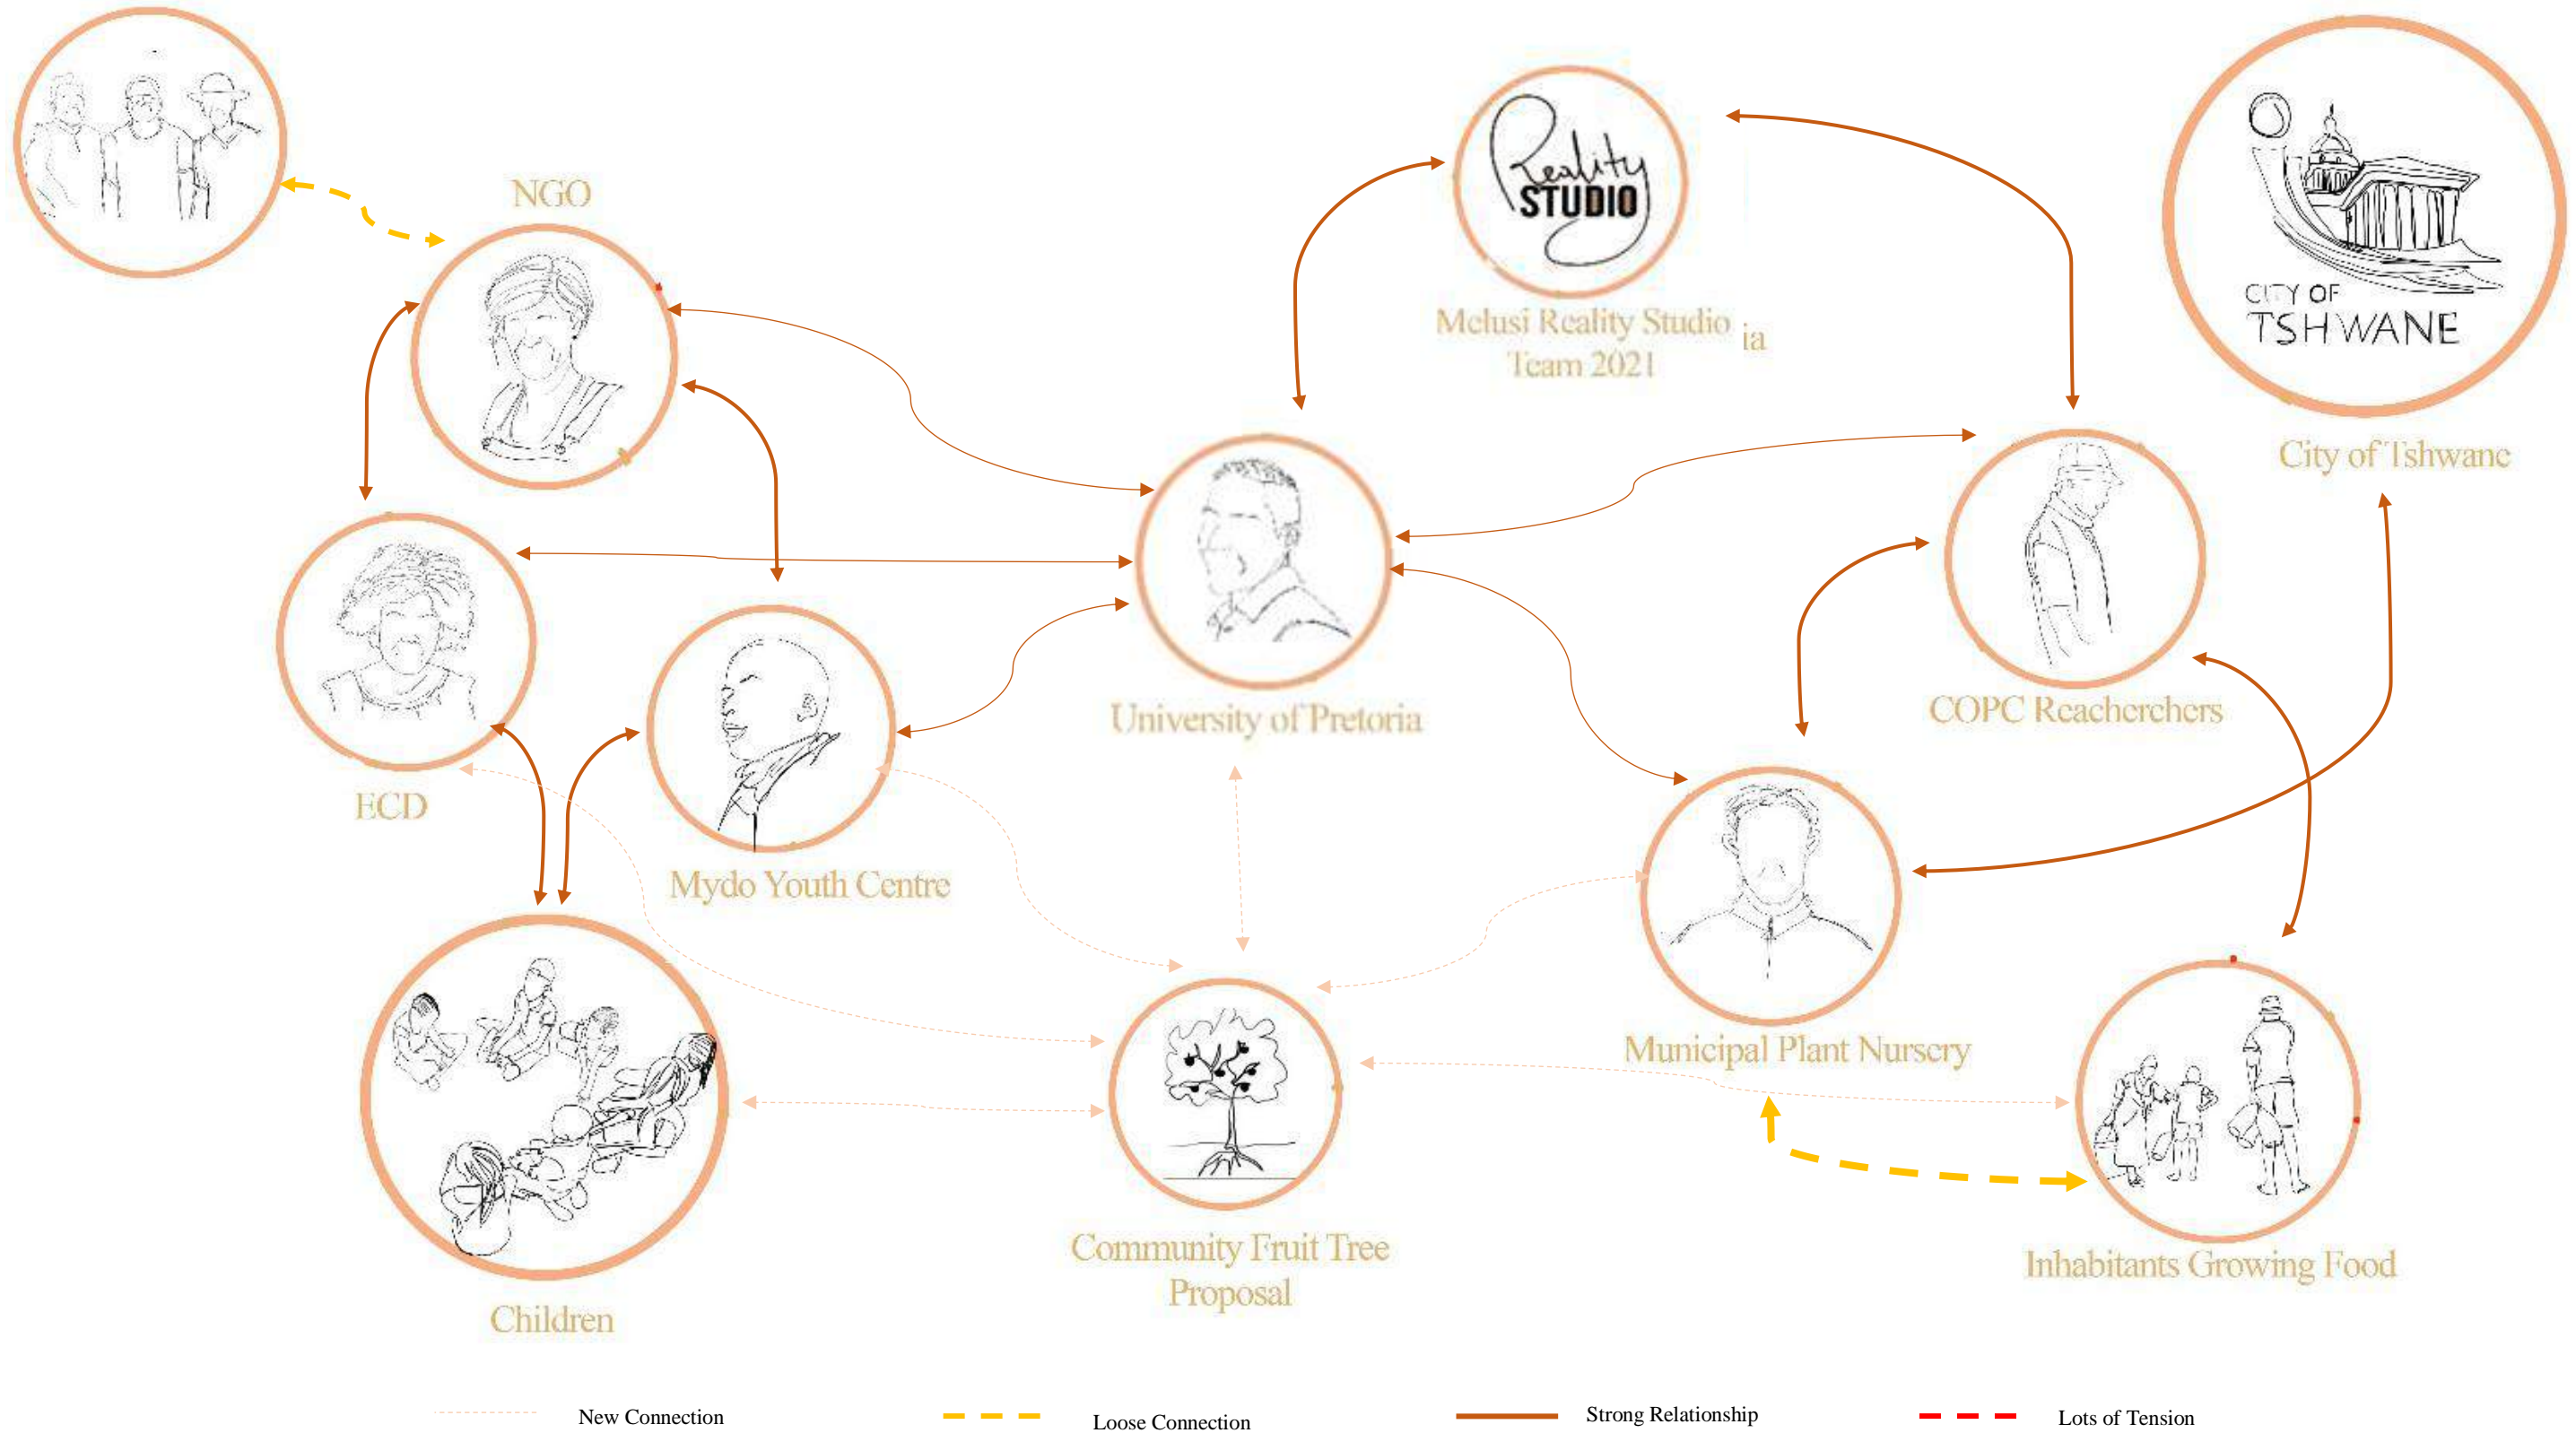 NGO
Reality
STUDIO
Melusi Reality Studio
ia
Team 2021
CITY OF
TSHWANE
City of Tshwane
University of Pretoria
COPC Reacherchers
ECD
Mydo Youth Centre
Municipal Plant Nursery
Community Fruit Tree
Proposal
Inhabitants Growing Food
Children
New Connection
Loose Connection
Strong Relationship
Lots of Tension